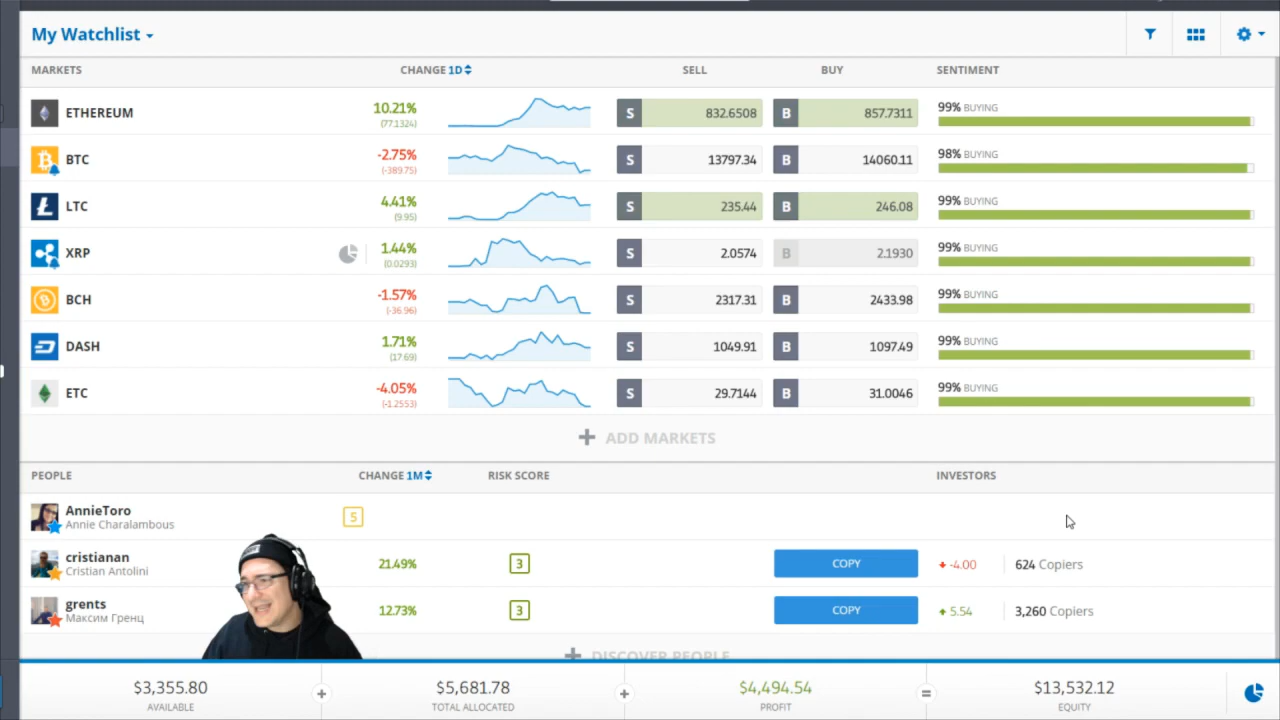 My Watchlist
MARKETS CHANGE 1D SELL BUY SENTIMENT
ETHEREUM 10.21% (77.1324) S 832.6508 B 857.7311 99% BUYING
BTC -2.75% (-389.75) S 13797.34 B 14060.11 98% BUYING
LTC 4.41% (9.95) S 235.44 B 246.08 99% BUYING
XRP 1.44% (0.0293) S 2.0574 B 2.1930 99% BUYING
BCH -1.57% (-36.96) S 2317.31 B 2433.98 99% BUYING
DASH 1.71% (17.69) S 1049.91 B 1097.49 99% BUYING
ETC -4.05% (-1.2553) S 29.7144 B 31.0046 99% BUYING
ADD MARKETS
PEOPLE CHANGE 1M RISK SCORE INVESTORS
AnnieToro
Annie Charalambous 5
cristianan
Cristian Antolini 21.49% 3 COPY -4.00 624 Copiers
grents
Максим Гренц 12.73% 3 COPY 5.54 3,260 Copiers
DISCOVER PEOPLE
$3,355.80 + $5,681.78 + $4,494.54 = $13,532.12
AVAILABLE TOTAL ALLOCATED PROFIT EQUITY